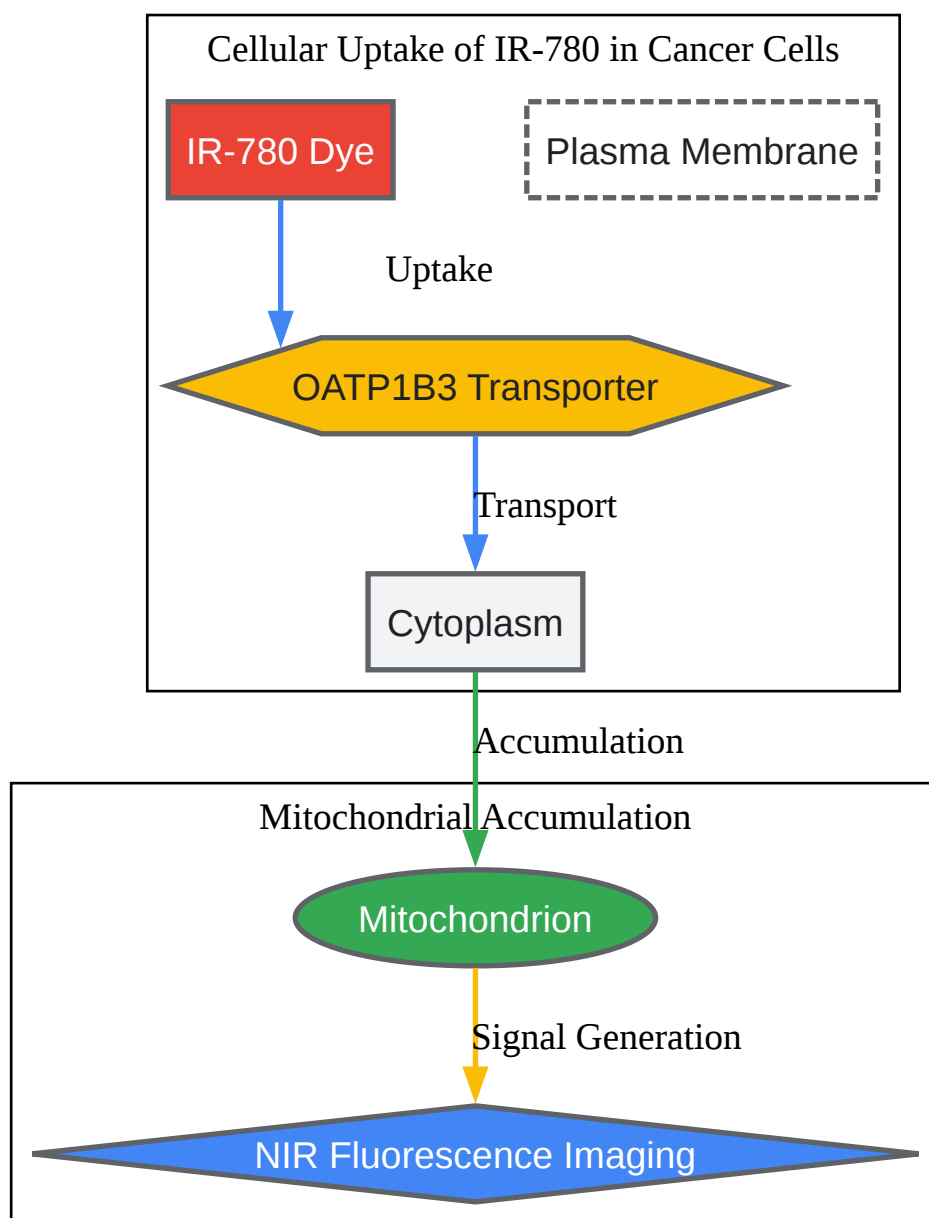 Cellular Uptake of IR-780 in Cancer Cells
IR-780 Dye
Plasma Membrane
Uptake
OATP1B3 Transporter
Transport
Cytoplasm
Accumulation
Mitochondrial Accumulation
Mitochondrion
Signal Generation
NIR Fluorescence Imaging